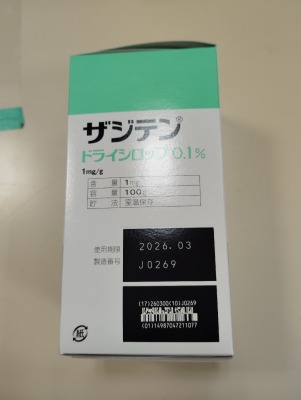 ザジテン®
ドライシロップ0.1%
1mg/g
含量 1mg
容量 100g
貯法 室温保存
使用期限 2026.03
製造番号 J0269
(17)260300(10)J0269
(01)14987047211077
紙